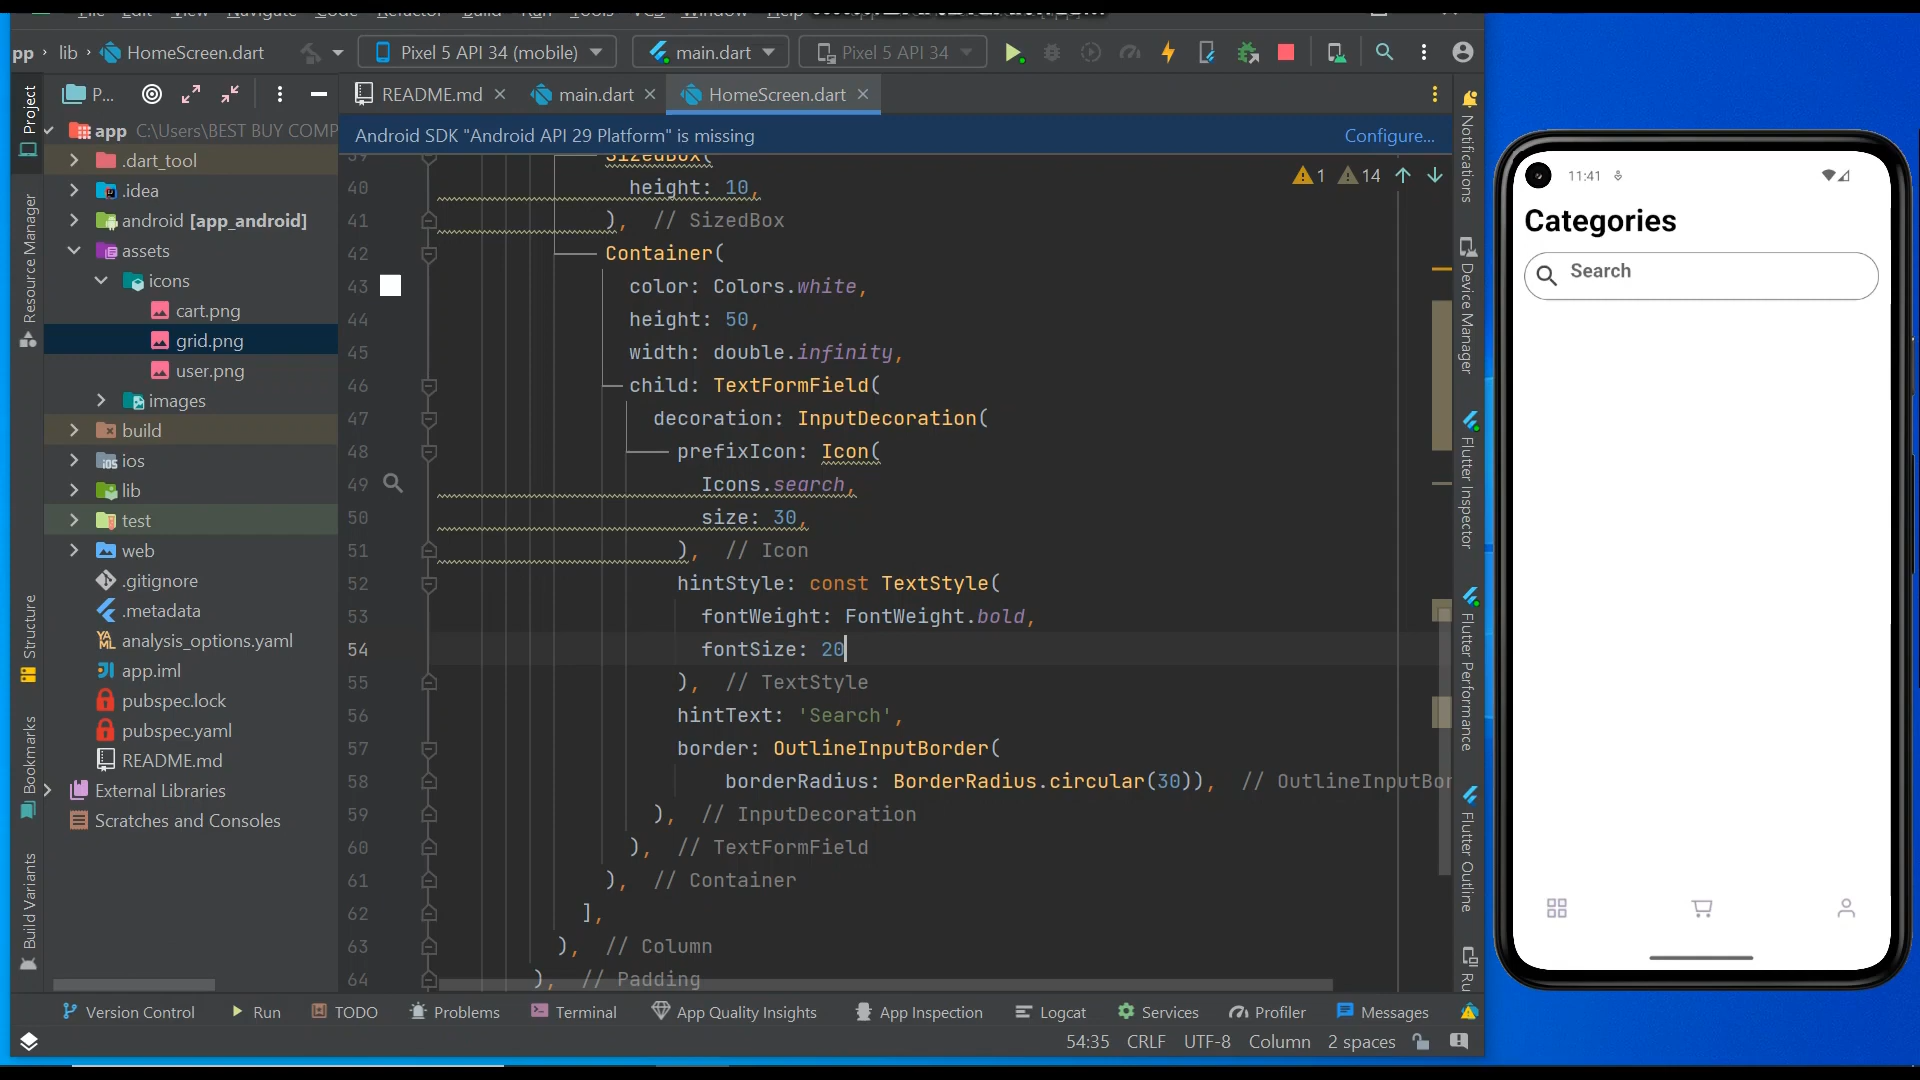 pp › lib › HomeScreen.dart
Pixel 5 API 34 (mobile)
main.dart
Pixel 5 API 34
Project
P...
README.md
main.dart
HomeScreen.dart
Android SDK "Android API 29 Platform" is missing
Configure...
app C:\Users\BEST BUY COMP
.dart_tool
.idea
android [app_android]
assets
icons
cart.png
grid.png
user.png
images
build
ios
lib
test
web
.gitignore
.metadata
analysis_options.yaml
app.iml
pubspec.lock
pubspec.yaml
README.md
External Libraries
Scratches and Consoles
Resource Manager
Structure
Bookmarks
Build Variants
1 14
39 SizedBox(
40 height: 10,
41 ), // SizedBox
42 Container(
43 color: Colors.white,
44 height: 50,
45 width: double.infinity,
46 child: TextFormField(
47 decoration: InputDecoration(
48 prefixIcon: Icon(
49 Icons.search,
50 size: 30,
51 ), // Icon
52 hintStyle: const TextStyle(
53 fontWeight: FontWeight.bold,
54 fontSize: 20
55 ), // TextStyle
56 hintText: 'Search',
57 border: OutlineInputBorder(
58 borderRadius: BorderRadius.circular(30)), // OutlineInputBor
59 ), // InputDecoration
60 ), // TextFormField
61 ), // Container
62 ],
63 ), // Column
64 ), // Padding
Notifications
Device Manager
Flutter Inspector
Flutter Performance
Flutter Outline
Ru
Version Control
Run
TODO
Problems
Terminal
App Quality Insights
App Inspection
Logcat
Services
Profiler
Messages
54:35 CRLF UTF-8 Column 2 spaces
11:41
Categories
Search